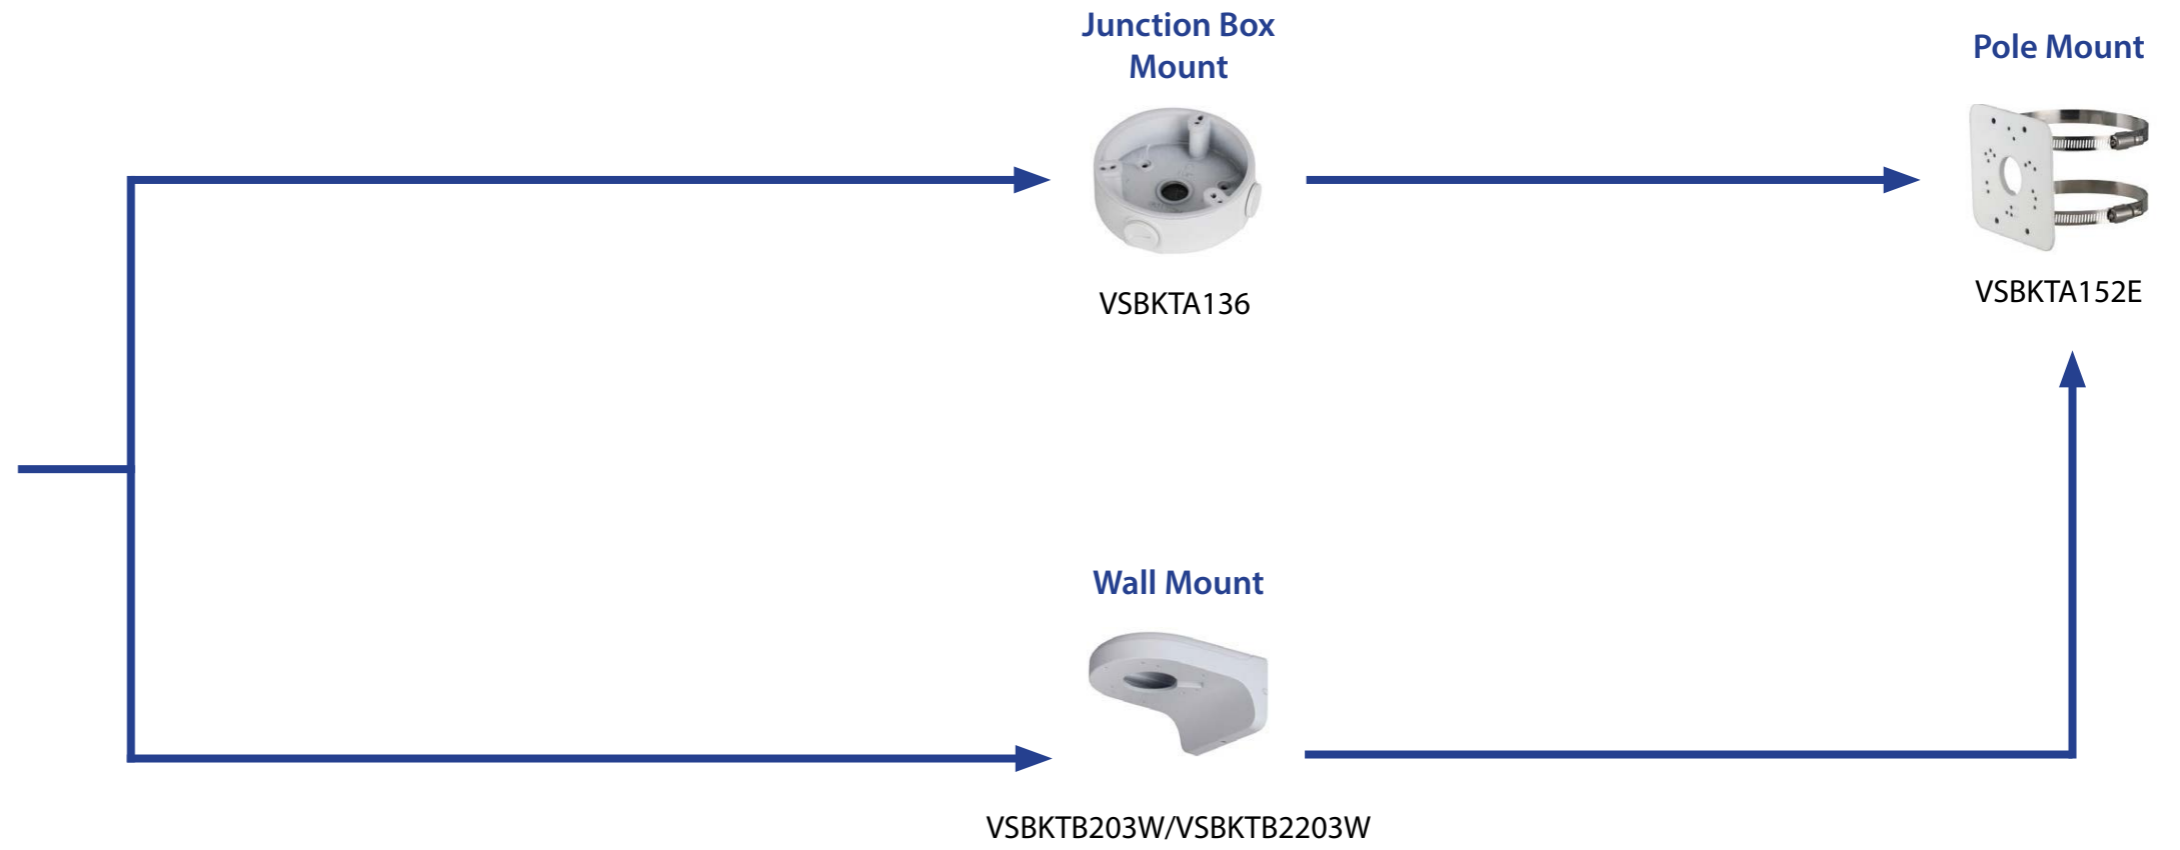 Junction Box
Mount
VSBKTA136
Pole Mount
VSBKTA152E
Wall Mount
VSBKTB203W/VSBKTB2203W